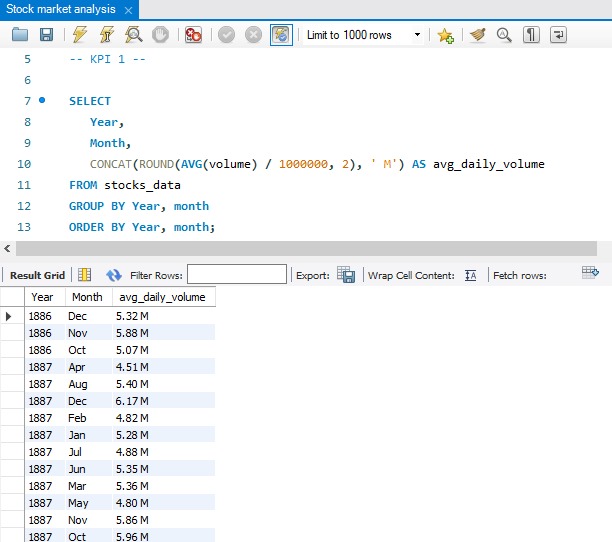 Stock market analysis ×
Limit to 1000 rows
5 -- KPI 1 --
6
7 SELECT
8 Year,
9 Month,
10 CONCAT(ROUND(AVG(volume) / 1000000, 2), ' M') AS avg_daily_volume
11 FROM stocks_data
12 GROUP BY Year, month
13 ORDER BY Year, month;
Result Grid Filter Rows: Export: Wrap Cell Content: Fetch rows:
Year Month avg_daily_volume
1886 Dec 5.32 M
1886 Nov 5.88 M
1886 Oct 5.07 M
1887 Apr 4.51 M
1887 Aug 5.40 M
1887 Dec 6.17 M
1887 Feb 4.82 M
1887 Jan 5.28 M
1887 Jul 4.88 M
1887 Jun 5.35 M
1887 Mar 5.36 M
1887 May 4.80 M
1887 Nov 5.86 M
1887 Oct 5.96 M